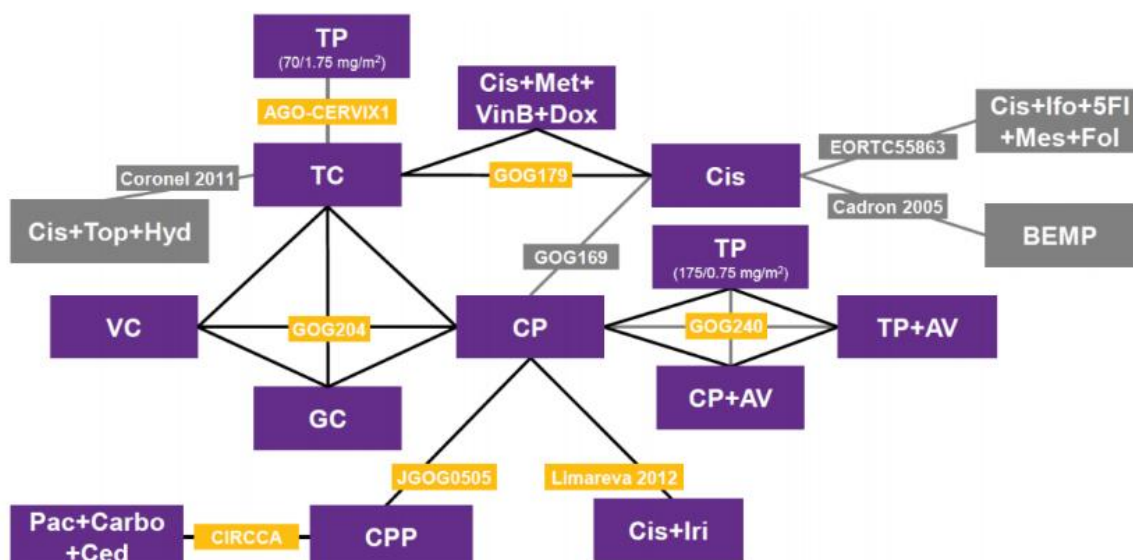 TP
(70/1.75 mg/m²)
AGO-CERVIX1
Cis+Met+
VinB+Dox
Cis+Ifo+5Fl
+Mes+Fol
EORTC55863
Coronel 2011
TC
GOG179
Cis
Cadron 2005
Cis+Top+Hyd
BEMP
GOG169
TP
(175/0.75 mg/m²)
VC
GOG204
CP
GOG240
TP+AV
CP+AV
GC
JGOG0505
Limareva 2012
Pac+Carbo
+Ced
CIRCCA
CPP
Cis+Iri